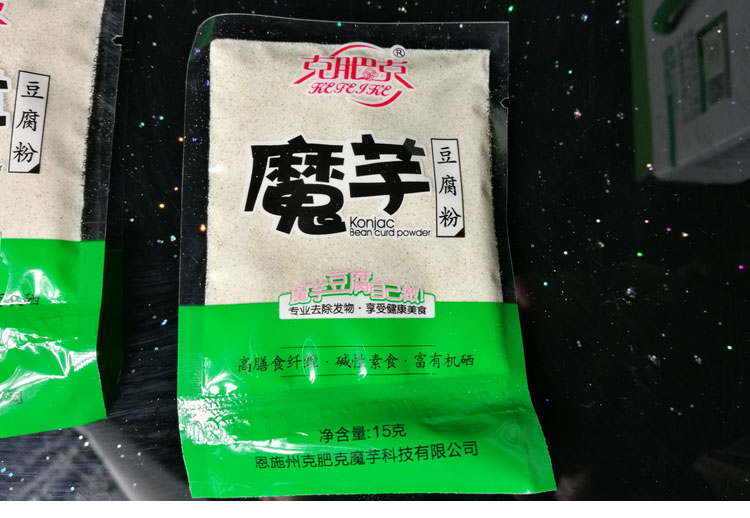 克肥克®
KEFEIKE
魔芋
豆腐粉
Konjac
Bean curd powder
魔芋豆腐自己做!
专业去除发物·享受健康美食
高膳食纤维·碱性素食·富有机硒
净含量:15克
恩施州克肥克魔芋科技有限公司
豆腐粉